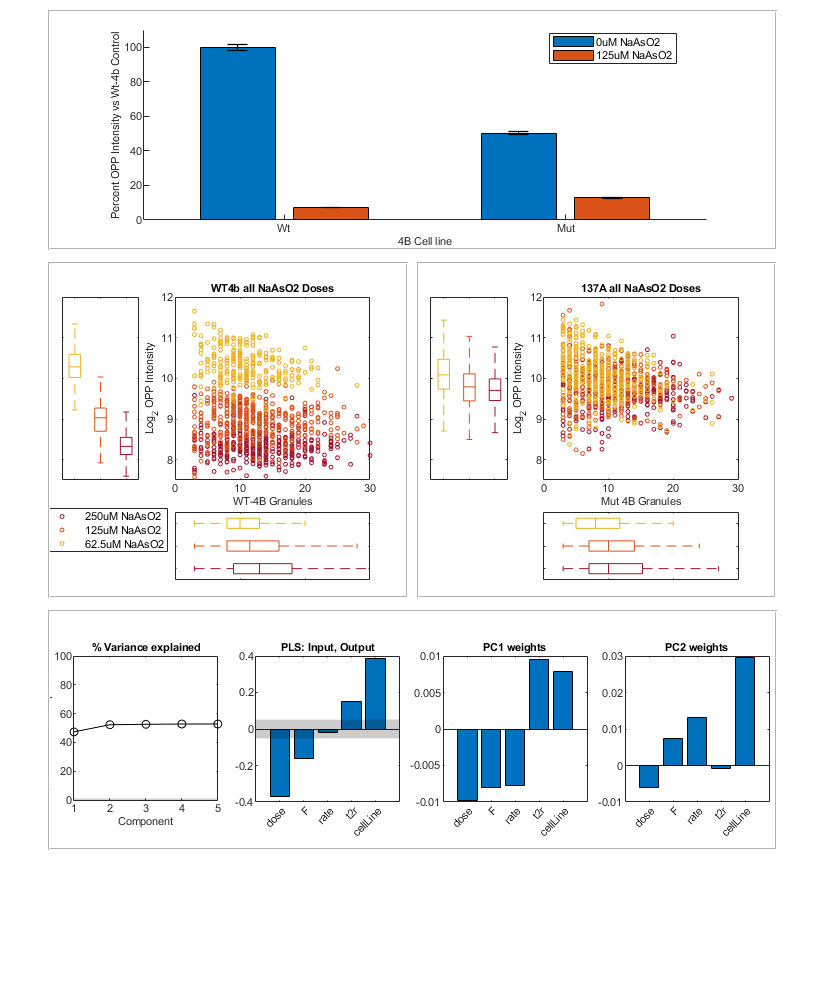 Percent OPP Intensity vs Wt-4b Control
100
80
60
40
20
0
0uM NaAsO2
125uM NaAsO2
Wt
Mut
4B Cell line
WT4b all NaAsO2 Doses
Log2 OPP Intensity
12
11
10
9
8
0
10
20
30
WT-4B Granules
250uM NaAsO2
125uM NaAsO2
62.5uM NaAsO2
137A all NaAsO2 Doses
Log2 OPP Intensity
12
11
10
9
8
0
10
20
30
Mut 4B Granules
% Variance explained
100
80
60
40
20
0
1
2
3
4
5
Component
PLS: Input, Output
0.4
0.2
0
-0.2
-0.4
dose
F
rate
t2r
cellLine
PC1 weights
0.01
0.005
0
-0.005
-0.01
dose
F
rate
t2r
cellLine
PC2 weights
0.03
0.02
0.01
0
-0.01
dose
F
rate
t2r
cellLine